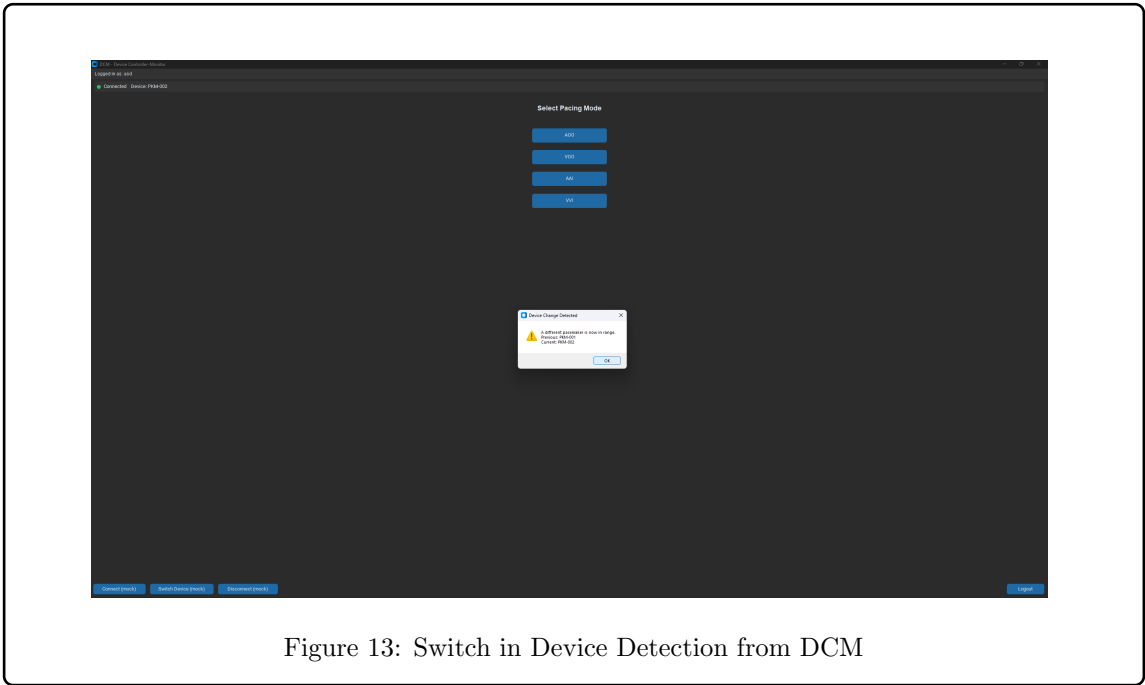 DCM - Device Controller-Monitor
Logged in as: asd
Connected Device: PKM-002
Select Pacing Mode
AOO
VOO
AAI
VVI
Device Change Detected
A different pacemaker is now in range.
Previous: PKM-001
Current: PKM-002
OK
Connect (mock) Switch Device (mock) Disconnect (mock) Logout
Figure 13: Switch in Device Detection from DCM